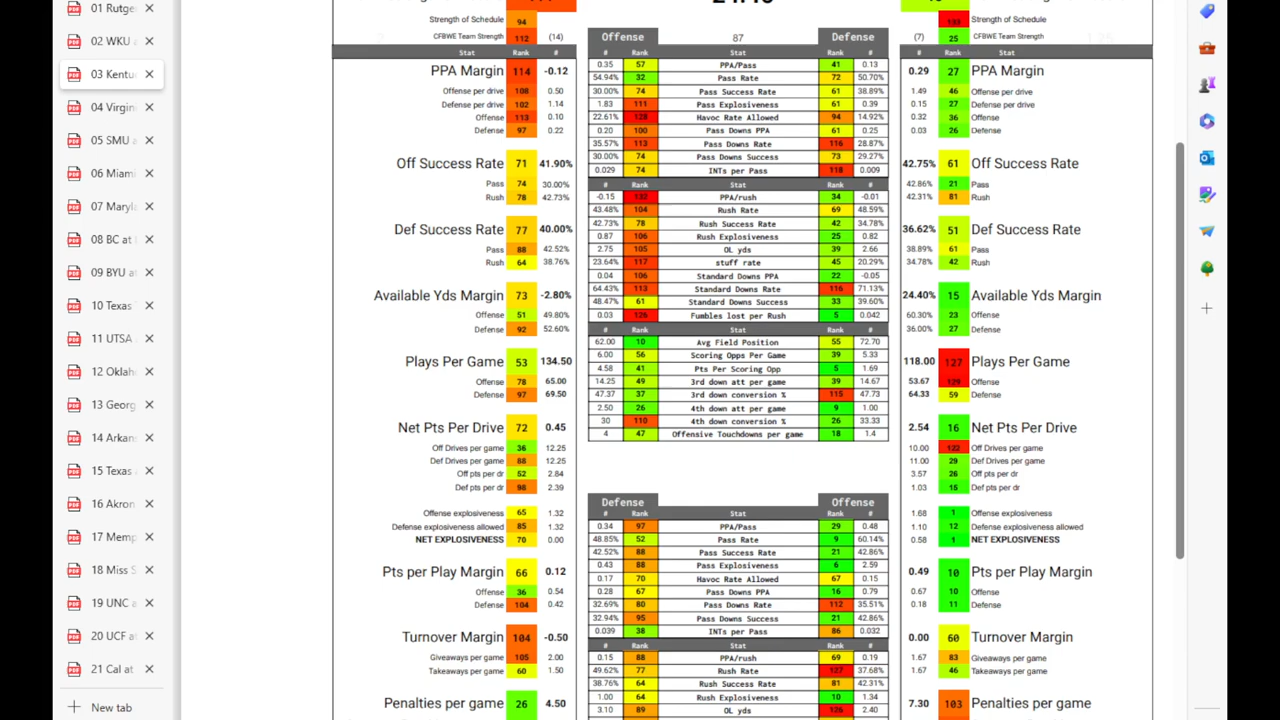 01 Rutge
02 WKU
03 Kentu
04 Virgin
05 SMU a
06 Miam
07 Maryl
08 BC at
09 BYU a
10 Texas
11 UTSA
12 Oklah
13 Georg
14 Arkan
15 Texas
16 Akron
17 Memp
18 Miss S
19 UNC a
20 UCF a
21 Cal a
New tab
Strength of Schedule 94
CFBWE Team Strength 112 (14)
Stat Rank #
PPA Margin 114 -0.12
Offense per drive 108 0.50
Defense per drive 102 1.14
Offense 113 0.10
Defense 97 0.22
Off Success Rate 71 41.90%
Pass 74 30.00%
Rush 78 42.73%
Def Success Rate 77 40.00%
Pass 88 42.52%
Rush 64 38.76%
Available Yds Margin 73 -2.80%
Offense 51 49.80%
Defense 92 52.60%
Plays Per Game 53 134.50
Offense 78 65.00
Defense 97 69.50
Net Pts Per Drive 72 0.45
Off Drives per game 36 12.25
Def Drives per game 88 12.25
Off pts per dr 52 2.84
Def pts per dr 98 2.39
Offense explosiveness 65 1.32
Defense explosiveness allowed 85 1.32
NET EXPLOSIVENESS 70 0.00
Pts per Play Margin 66 0.12
Offense 36 0.54
Defense 104 0.42
Turnover Margin 104 -0.50
Giveaways per game 105 2.00
Takeaways per game 60 1.50
Penalties per game 26 4.50
Offense 87 Defense
# Rank Stat Rank #
0.35 57 PPA/Pass 41 0.13
54.94% 32 Pass Rate 72 50.70%
30.00% 74 Pass Success Rate 61 38.89%
1.83 111 Pass Explosiveness 61 0.39
22.61% 128 Havoc Rate Allowed 94 14.92%
0.20 100 Pass Downs PPA 61 0.25
35.57% 113 Pass Downs Rate 116 28.87%
30.00% 74 Pass Downs Success 73 29.27%
0.029 74 INTs per Pass 118 0.009
# Rank Stat Rank #
-0.15 132 PPA/rush 34 -0.01
43.48% 104 Rush Rate 69 48.59%
42.73% 78 Rush Success Rate 42 34.78%
0.87 106 Rush Explosiveness 25 0.82
2.75 105 OL yds 39 2.66
23.64% 117 stuff rate 45 20.29%
0.04 106 Standard Downs PPA 22 -0.05
64.43% 113 Standard Downs Rate 116 71.13%
48.47% 61 Standard Downs Success 33 39.60%
0.03 126 Fumbles lost per Rush 5 0.042
# Rank Stat Rank #
62.00 10 Avg Field Position 55 72.70
6.00 56 Scoring Opps Per Game 39 5.33
4.58 41 Pts Per Scoring Opp 5 1.69
14.25 49 3rd down att per game 39 14.67
47.37 37 3rd down conversion % 115 47.73
2.50 26 4th down att per game 9 1.00
30 110 4th down conversion % 26 33.33
4 47 Offensive Touchdowns per game 18 1.4
Defense Offense
# Rank Stat Rank #
0.34 97 PPA/Pass 29 0.48
48.85% 52 Pass Rate 9 60.14%
42.52% 88 Pass Success Rate 21 42.86%
0.43 88 Pass Explosiveness 6 2.59
0.17 70 Havoc Rate Allowed 67 0.15
0.28 67 Pass Downs PPA 16 0.79
32.69% 80 Pass Downs Rate 112 35.51%
32.94% 95 Pass Downs Success 21 42.86%
0.039 38 INTs per Pass 86 0.032
# Rank Stat Rank #
0.15 88 PPA/rush 69 0.19
49.62% 77 Rush Rate 127 37.68%
38.76% 64 Rush Success Rate 81 42.31%
1.00 64 Rush Explosiveness 10 1.34
3.10 89 OL yds 126 2.40
133 Strength of Schedule
(7) 25 CFBWE Team Strength
# Rank Stat
0.29 27 PPA Margin
1.49 46 Offense per drive
0.15 27 Defense per drive
0.32 36 Offense
0.03 26 Defense
42.75% 61 Off Success Rate
42.86% 21 Pass
42.31% 81 Rush
36.62% 51 Def Success Rate
38.89% 61 Pass
34.78% 42 Rush
24.40% 15 Available Yds Margin
60.30% 23 Offense
36.00% 27 Defense
118.00 127 Plays Per Game
53.67 129 Offense
64.33 59 Defense
2.54 16 Net Pts Per Drive
10.00 122 Off Drives per game
11.00 29 Def Drives per game
3.57 26 Off pts per dr
1.03 15 Def pts per dr
1.68 1 Offense explosiveness
1.10 12 Defense explosiveness allowed
0.58 1 NET EXPLOSIVENESS
0.49 10 Pts per Play Margin
0.67 10 Offense
0.18 11 Defense
0.00 60 Turnover Margin
1.67 83 Giveaways per game
1.67 46 Takeaways per game
7.30 103 Penalties per game